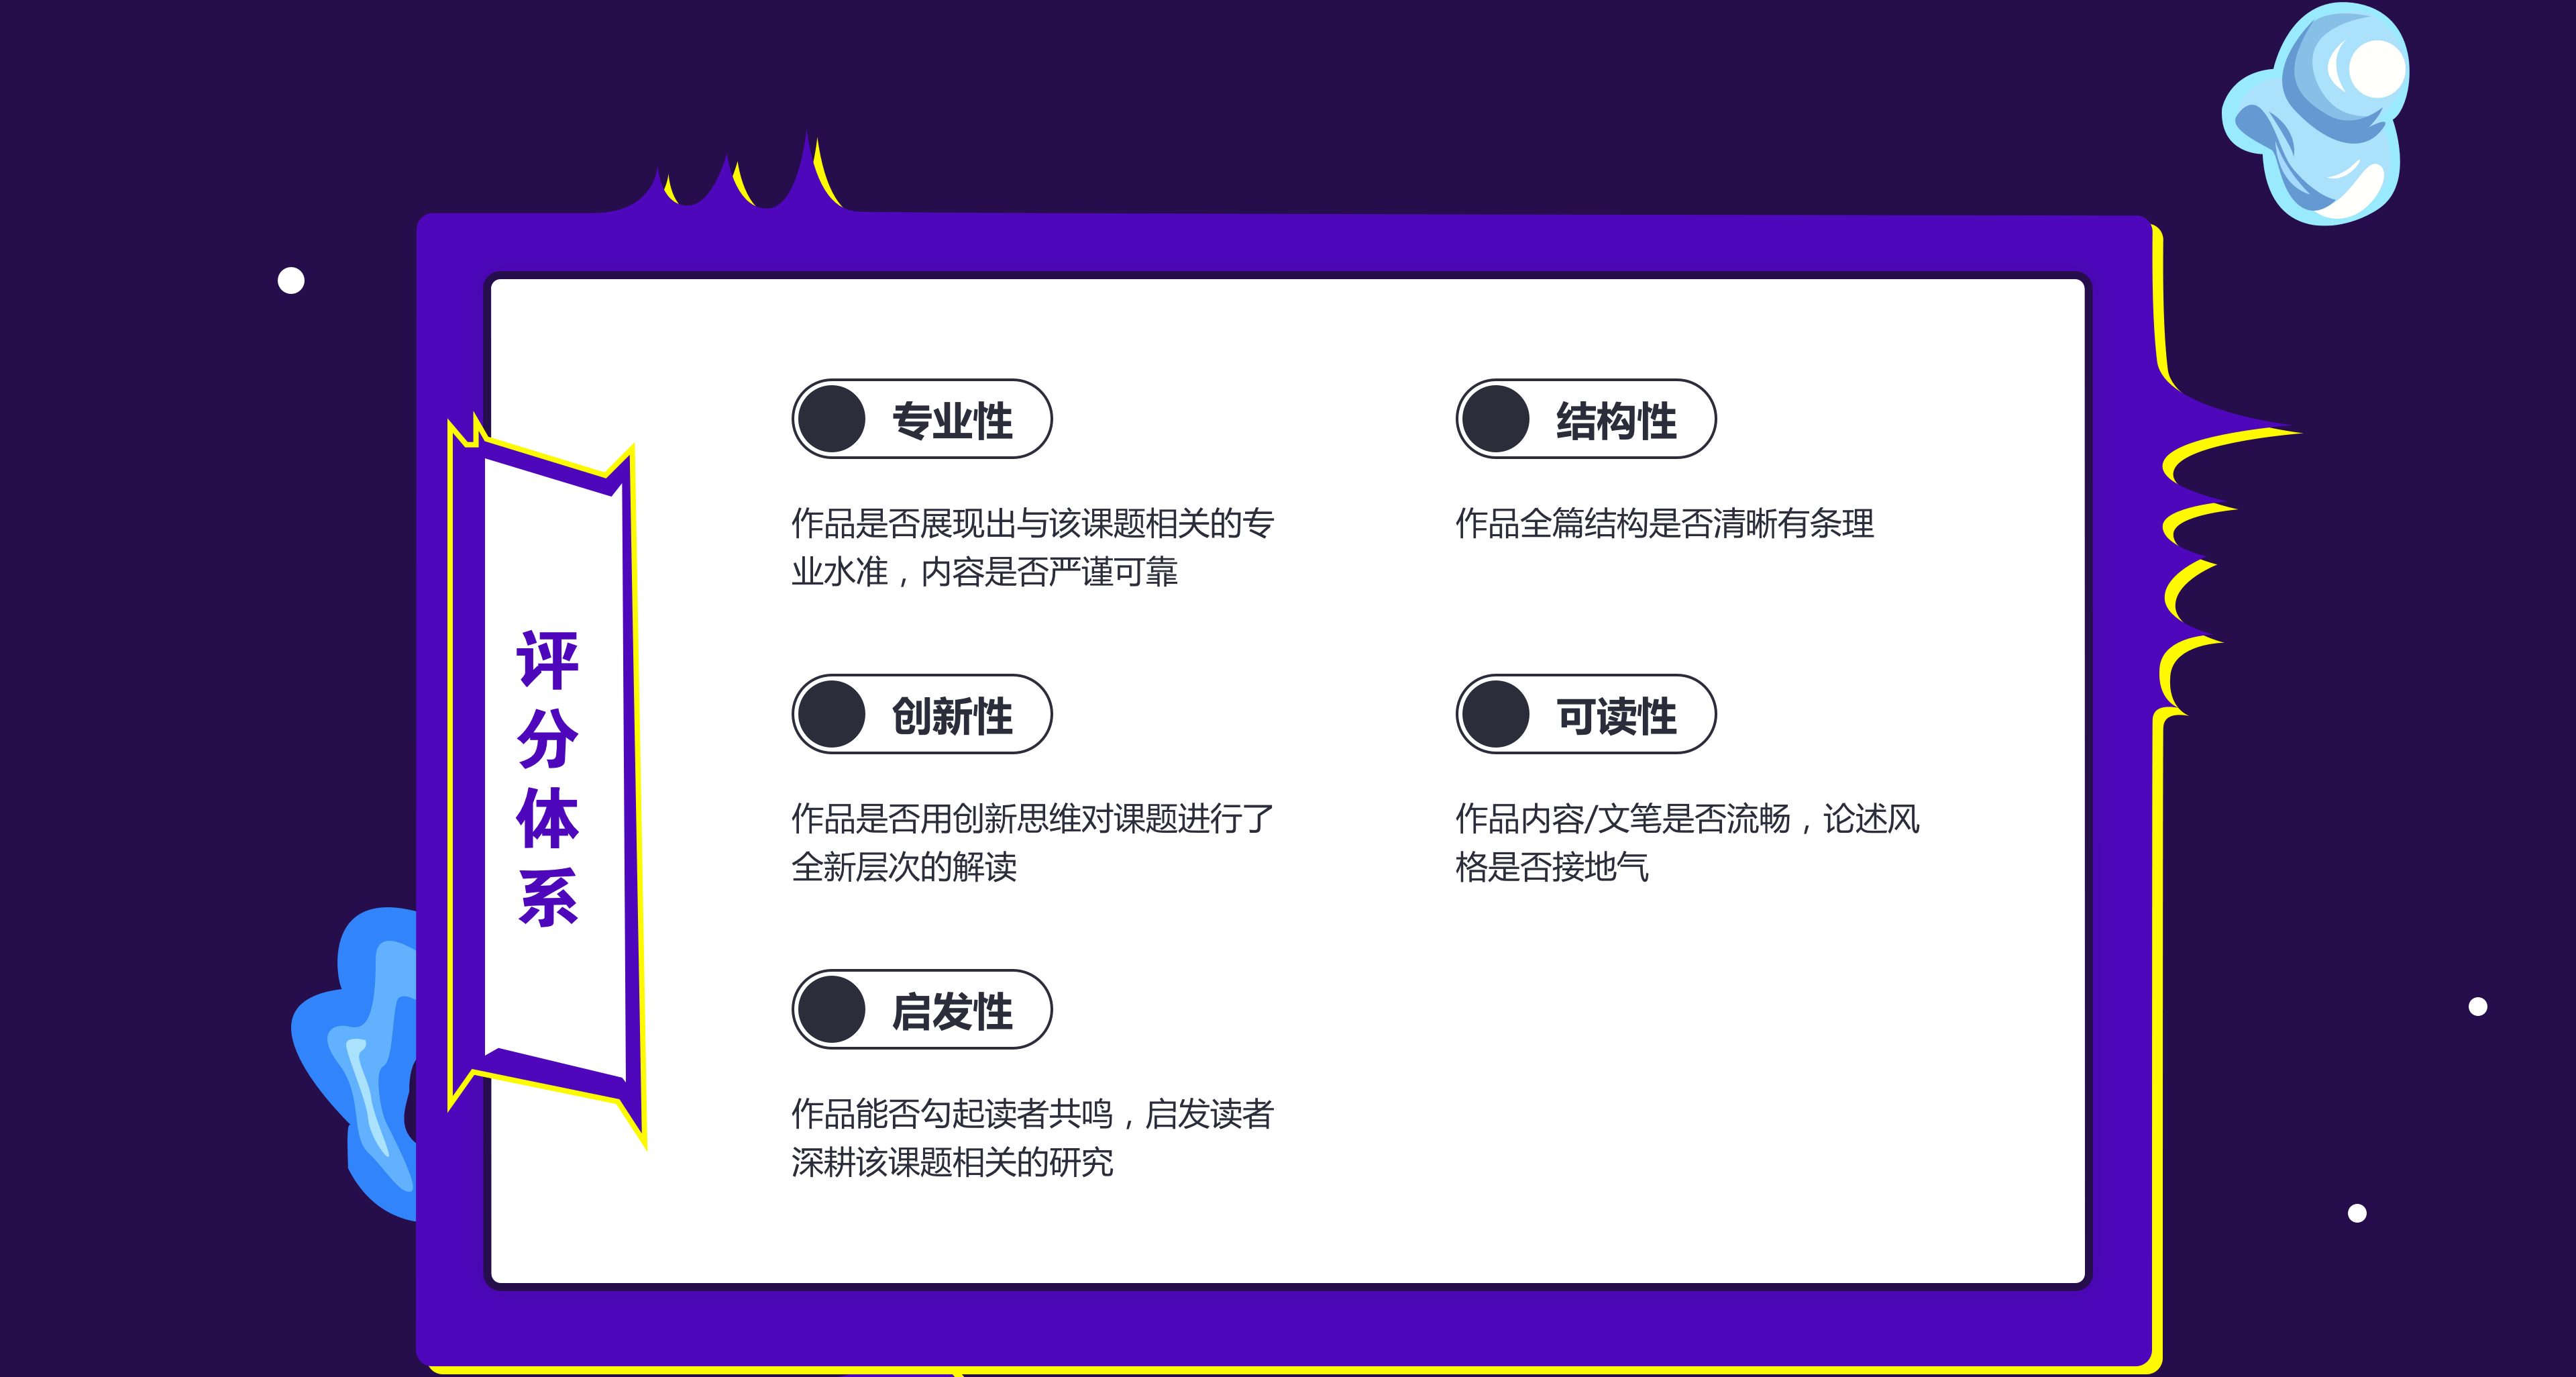 评分体系
专业性
作品是否展现出与该课题相关的专
业水准，内容是否严谨可靠
结构性
作品全篇结构是否清晰有条理
创新性
作品是否用创新思维对课题进行了
全新层次的解读
可读性
作品内容/文笔是否流畅，论述风
格是否接地气
启发性
作品能否勾起读者共鸣，启发读者
深耕该课题相关的研究